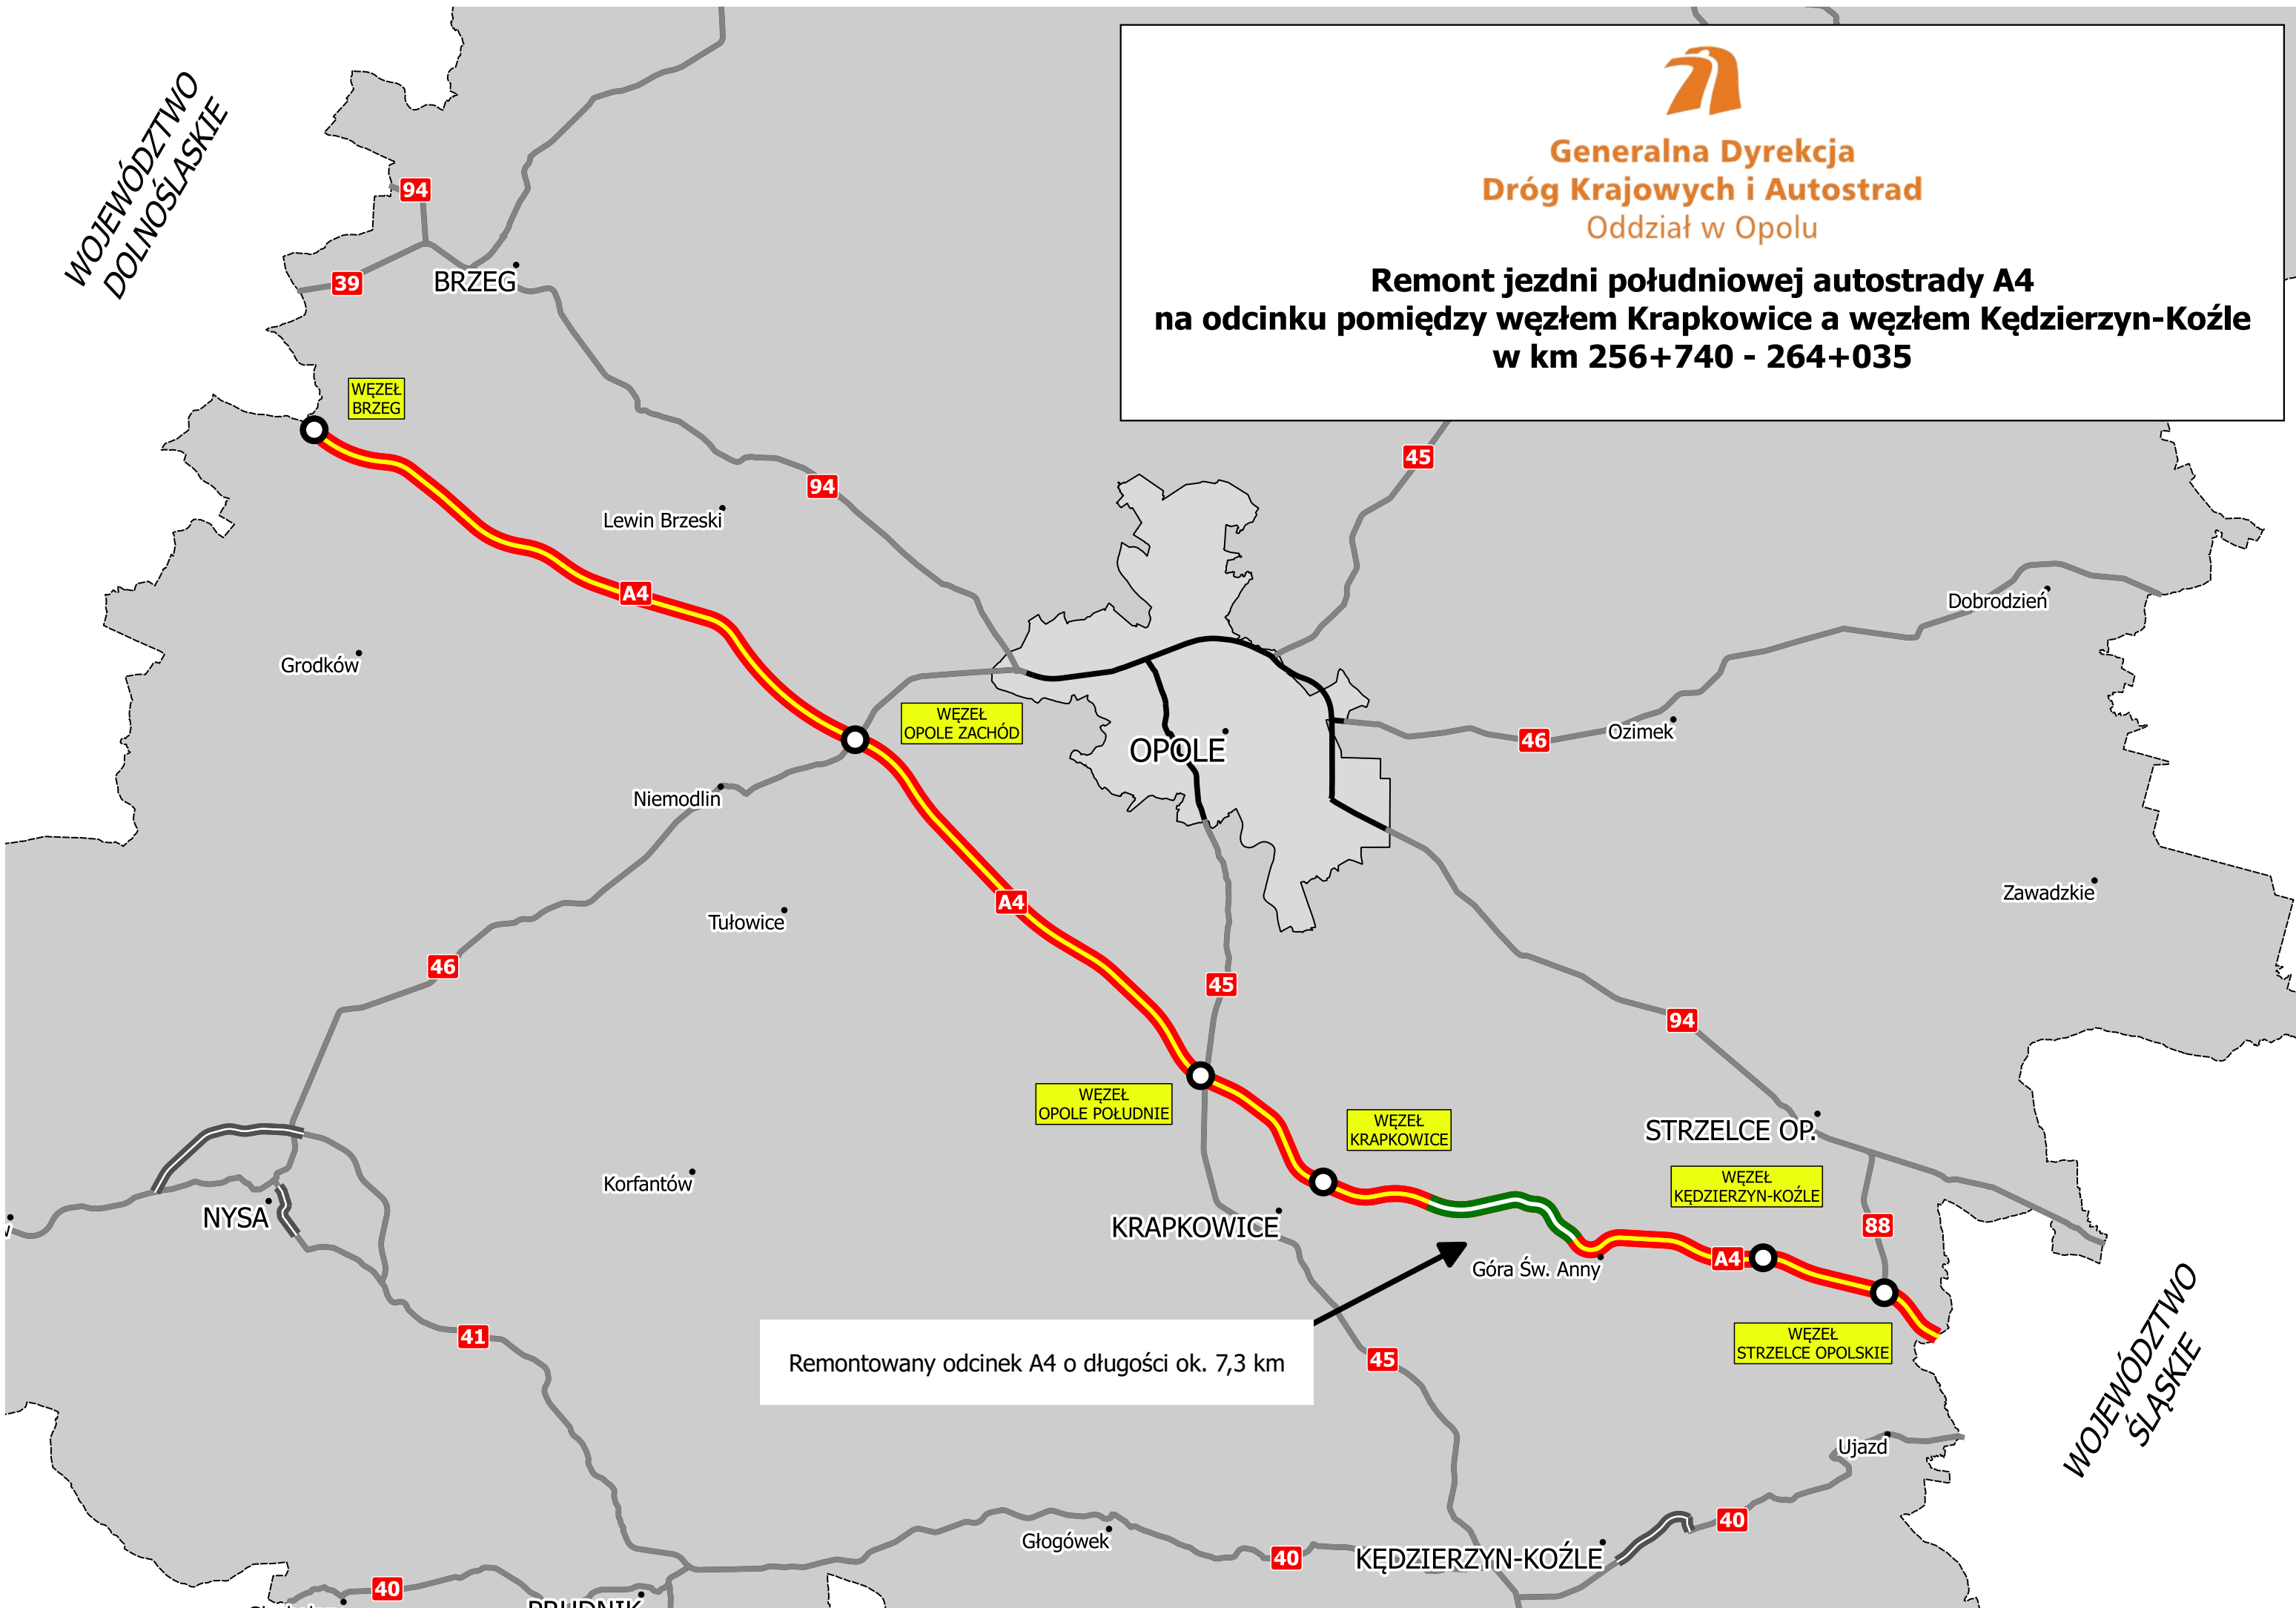 WOJEWÓDZTWO
DOLNOŚLĄSKIE
Generalna Dyrekcja
Dróg Krajowych i Autostrad
Oddział w Opolu
Remont jezdni południowej autostrady A4
na odcinku pomiędzy węzłem Krapkowice a węzłem Kędzierzyn-Koźle
w km 256+740 - 264+035
94
39
BRZEG
WĘZEŁ
BRZEG
94
45
Lewin Brzeski
A4
Dobrodzień
Grodków
WĘZEŁ
OPOLE ZACHÓD
OPOLE
46
Ozimek
Niemodlin
Zawadzkie
Tułowice
A4
46
45
94
WĘZEŁ
OPOLE POŁUDNIE
WĘZEŁ
KRAPKOWICE
STRZELCE OP.
WĘZEŁ
KĘDZIERZYN-KOŹLE
Korfantów
NYSA
KRAPKOWICE
88
A4
Góra Św. Anny
41
WĘZEŁ
STRZELCE OPOLSKIE
Remontowany odcinek A4 o długości ok. 7,3 km
45
WOJEWÓDZTWO
ŚLĄSKIE
Ujazd
40
Głogówek
40
KĘDZIERZYN-KOŹLE
40
PRUDNIK